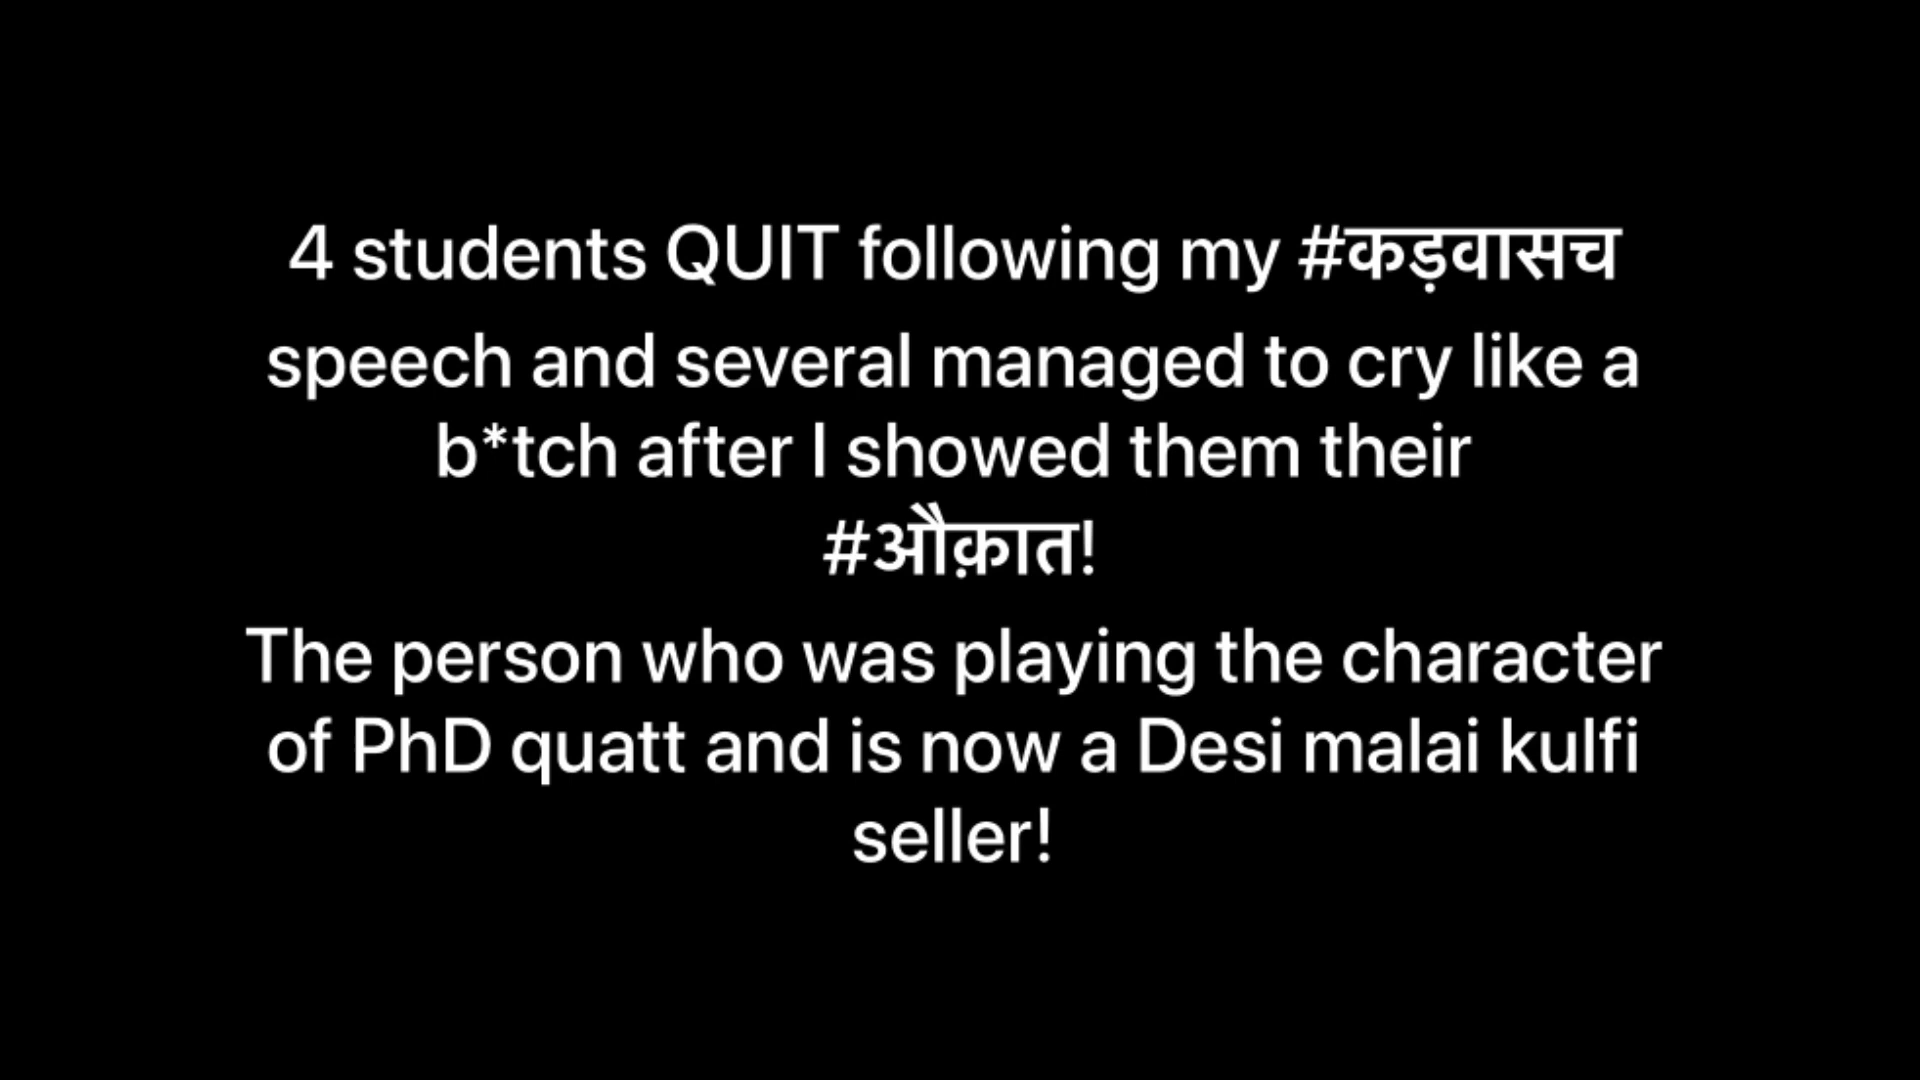 4 students QUIT following my #कड़वासच
speech and several managed to cry like a
b*tch after I showed them their
#औक़ात!
The person who was playing the character
of PhD quatt and is now a Desi malai kulfi
seller!